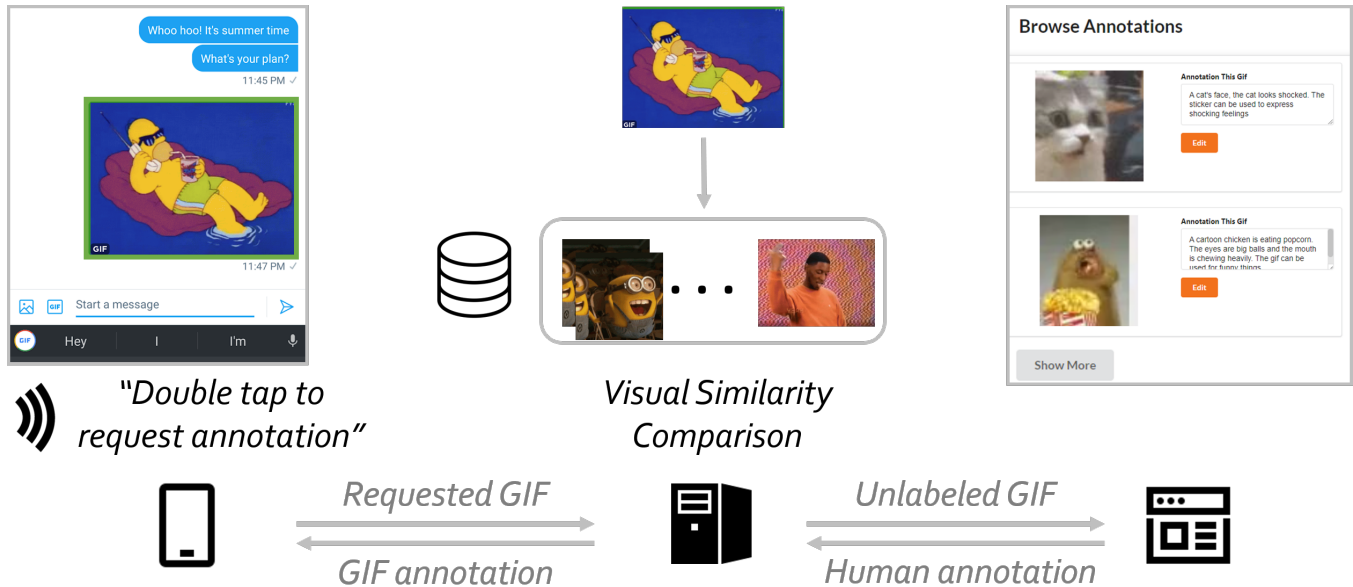 Whoo hoo! It's summer time
What's your plan?
11:45 PM ✓
GIF
11:47 PM ✓
GIF
Start a message
GIF
Hey
I
I'm
"Double tap to
request annotation"
GIF
Visual Similarity
Comparison
Browse Annotations
Annotation This Gif
A cat's face, the cat looks shocked. The
sticker can be used to express
shocking feelings
Edit
Annotation This Gif
A cartoon chicken is eating popcorn.
The eyes are big balls and the mouth
is chewing heavily. The gif can be
used for funny things
Edit
Show More
Requested GIF
GIF annotation
Unlabeled GIF
Human annotation